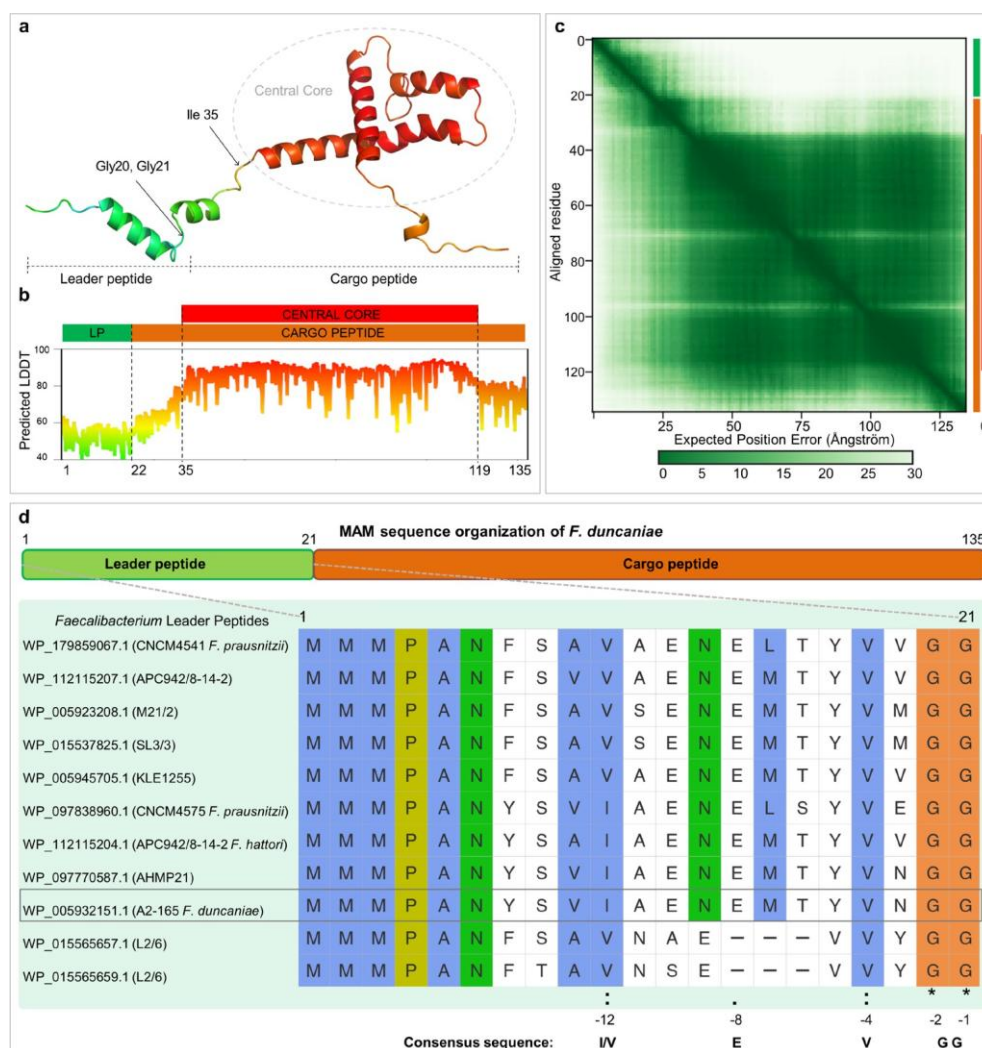 a
Central Core
Ile 35
Gly20, Gly21
Leader peptide
Cargo peptide
b
CENTRAL CORE
LP
CARGO PEPTIDE
Predicted LDDT
100
80
60
40
1 22 35 119 135
c
Aligned residue
0
20
40
60
80
100
120
25 50 75 100 125
Expected Position Error (Ångström)
0 5 10 15 20 25 30
d
MAM sequence organization of F. duncaniae
1 21 135
Leader peptide Cargo peptide
Faecalibacterium Leader Peptides 1 21
WP_179859067.1 (CNCM4541 F. prausnitzii) M M M P A N F S A V A E N E L T Y V V G G
WP_112115207.1 (APC942/8-14-2) M M M P A N F S V V A E N E M T Y V V G G
WP_005923208.1 (M21/2) M M M P A N F S A V S E N E M T Y V M G G
WP_015537825.1 (SL3/3) M M M P A N F S A V S E N E M T Y V M G G
WP_005945705.1 (KLE1255) M M M P A N F S A V A E N E M T Y V V G G
WP_097838960.1 (CNCM4575 F. prausnitzii) M M M P A N Y S V I A E N E L S Y V E G G
WP_112115204.1 (APC942/8-14-2 F. hattori) M M M P A N Y S A I A E N E M T Y V V G G
WP_097770587.1 (AHMP21) M M M P A N Y S V I A E N E M T Y V N G G
WP_005932151.1 (A2-165 F. duncaniae) M M M P A N Y S V I A E N E M T Y V N G G
WP_015565657.1 (L2/6) M M M P A N F S A V N A E – – – V V Y G G
WP_015565659.1 (L2/6) M M M P A N F T A V N S E – – – V V Y G G
: . : * *
-12 -8 -4 -2 -1
Consensus sequence: I/V E V G G